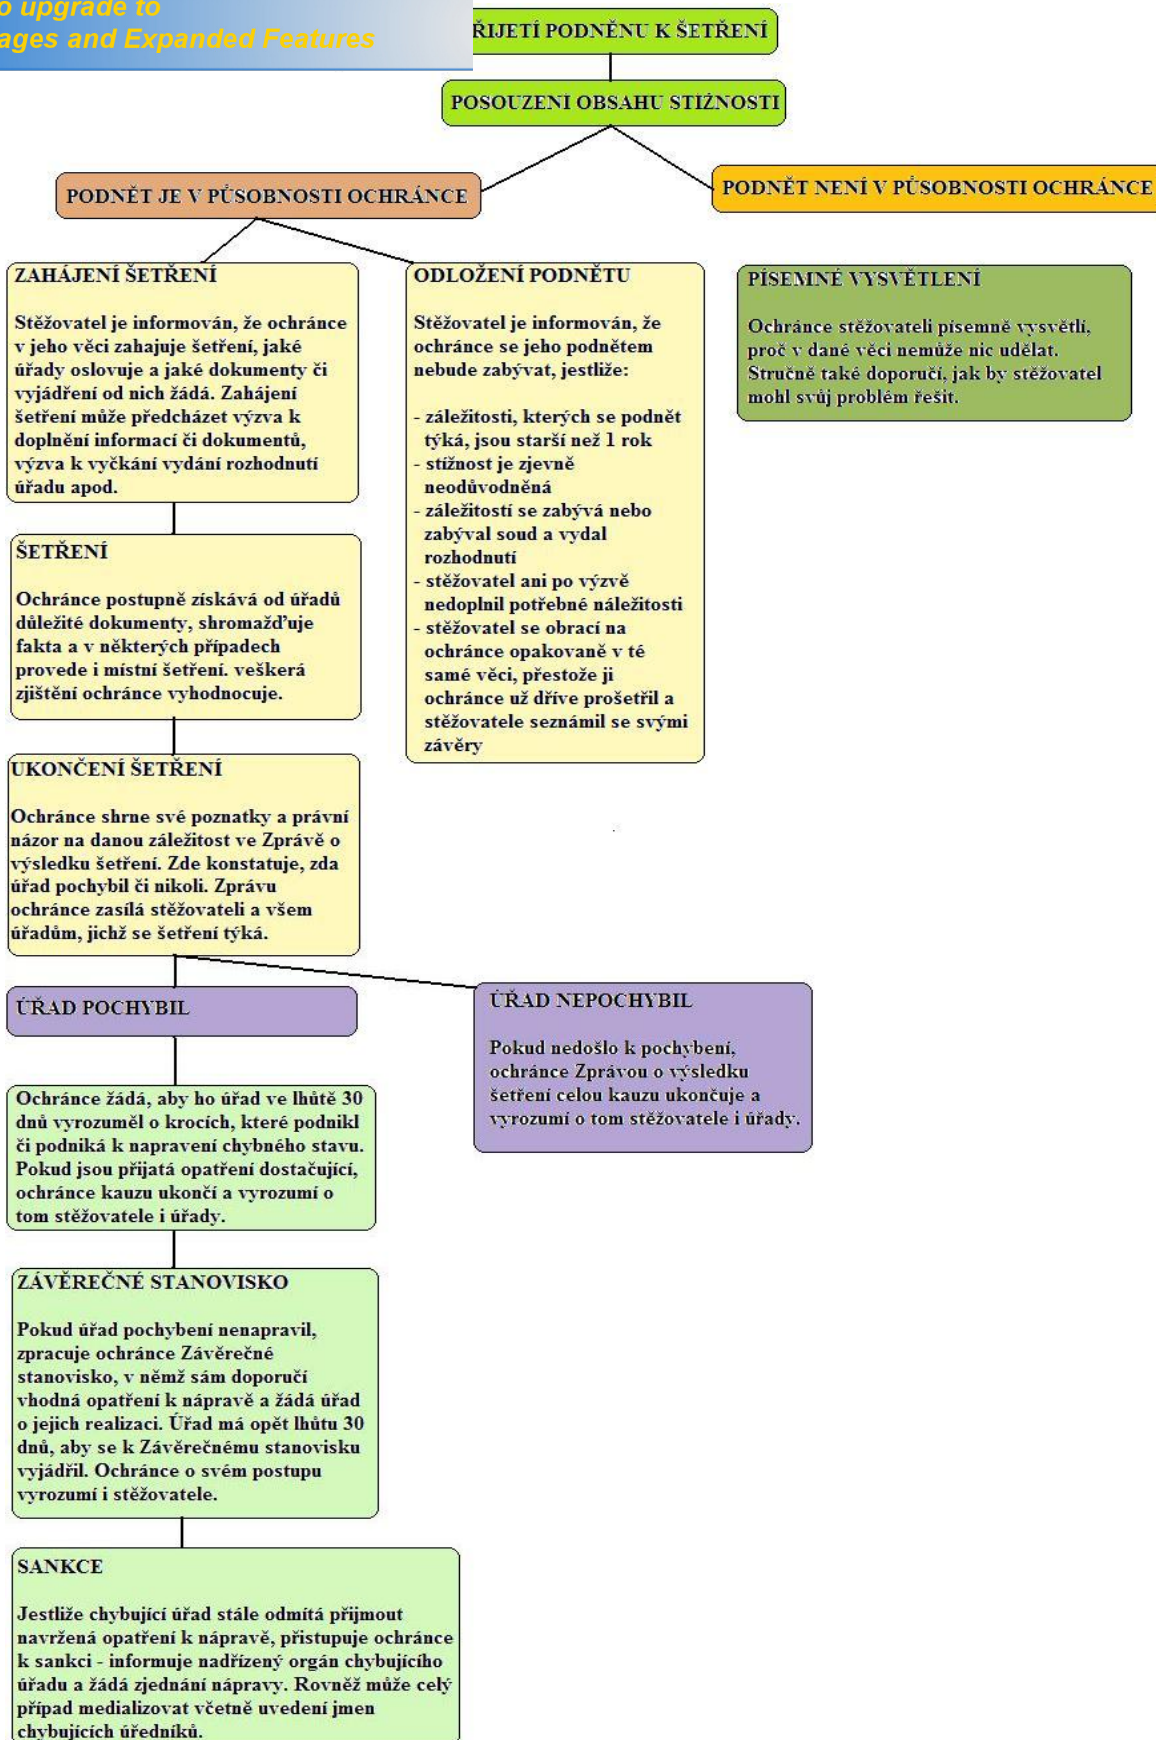 o upgrade to
ages and Expanded Features
ŘIJETÍ PODNĚNU K ŠETŘENÍ
POSOUZENÍ OBSAHU STÍŽNOSTI
PODNĚT JE V PŮSOBNOSTI OCHRÁNCE
PODNĚT NENÍ V PŮSOBNOSTI OCHRÁNCE
ZAHÁJENÍ ŠETŘENÍ
Stěžovatel je informován, že ochránce
v jeho věci zahajuje šetření, jaké
úřady oslovuje a jaké dokumenty či
vyjádření od nich žádá. Zahájení
šetření může předcházet výzva k
doplnění informací či dokumentů,
výzva k vyčkání vydání rozhodnutí
úřadu apod.
ODLOŽENÍ PODNĚTU
Stěžovatel je informován, že
ochránce se jeho podnětem
nebude zabývat, jestliže:
- záležitosti, kterých se podnět
týká, jsou starší než 1 rok
- stížnost je zjevně
neodůvodněná
- záležitostí se zabývá nebo
zabýval soud a vydal
rozhodnutí
- stěžovatel ani po výzvě
nedoplnil potřebné náležitosti
- stěžovatel se obrací na
ochránce opakovaně v té
samé věci, přestože ji
ochránce už dříve prošetřil a
stěžovatele seznámil se svými
závěry
PÍSEMNÉ VYSVĚTLENÍ
Ochránce stěžovateli písemně vysvětlí,
proč v dané věci nemůže nic udělat.
Stručně také doporučí, jak by stěžovatel
mohl svůj problém řešit.
ŠETŘENÍ
Ochránce postupně získává od úřadů
důležité dokumenty, shromažďuje
fakta a v některých případech
provede i místní šetření. veškerá
zjištění ochránce vyhodnocuje.
UKONČENÍ ŠETŘENÍ
Ochránce shrne své poznatky a právní
názor na danou záležitost ve Zprávě o
výsledku šetření. Zde konstatuje, zda
úřad pochybil či nikoli. Zprávu
ochránce zasílá stěžovateli a všem
úřadům, jichž se šetření týká.
ÚŘAD POCHYBIL
ÚŘAD NEPOCHYBIL
Pokud nedošlo k pochybení,
ochránce Zprávou o výsledku
šetření celou kauzu ukončuje a
vyrozumí o tom stěžovatele i úřady.
Ochránce žádá, aby ho úřad ve lhůtě 30
dnů vyrozuměl o krocích, které podnikl
či podniká k napravení chybného stavu.
Pokud jsou přijatá opatření dostačující,
ochránce kauzu ukončí a vyrozumí o
tom stěžovatele i úřady.
ZÁVĚREČNÉ STANOVISKO
Pokud úřad pochybení nenapravil,
zpracuje ochránce Závěrečné
stanovisko, v němž sám doporučí
vhodná opatření k nápravě a žádá úřad
o jejich realizaci. Úřad má opět lhůtu 30
dnů, aby se k Závěrečnému stanovisku
vyjádřil. Ochránce o svém postupu
vyrozumí i stěžovatele.
SANKCE
Jestliže chybující úřad stále odmítá přijmout
navržená opatření k nápravě, přistupuje ochránce
k sankci - informuje nadřízený orgán chybujícího
úřadu a žádá zjednání nápravy. Rovněž může celý
případ medializovat včetně uvedení jmen
chybujících úředníků.